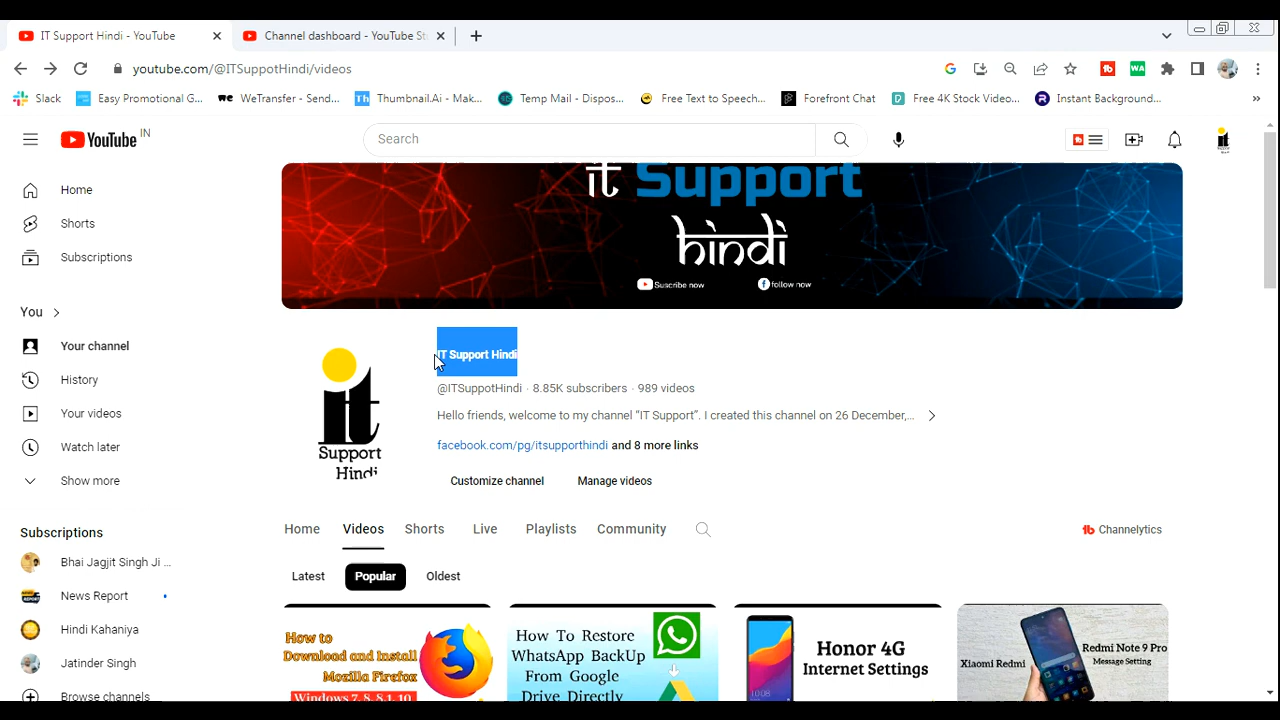 IT Support Hindi - YouTube
Channel dashboard - YouTube St
youtube.com/@ITSuppotHindi/videos
Slack
Easy Promotional G...
WeTransfer - Send...
Thumbnail.Ai - Mak...
Temp Mail - Dispos...
Free Text to Speech...
Forefront Chat
Free 4K Stock Video...
Instant Background...
YouTube IN
Search
it Support
hindi
Suscribe now
follow now
Home
Shorts
Subscriptions
You
Your channel
History
Your videos
Watch later
Show more
Subscriptions
Bhai Jagjit Singh Ji ...
News Report
Hindi Kahaniya
Jatinder Singh
Browse channels
it
Support
Hindi
IT Support Hindi
@ITSuppotHindi · 8.85K subscribers · 989 videos
Hello friends, welcome to my channel “IT Support”. I created this channel on 26 December,...
facebook.com/pg/itsupporthindi and 8 more links
Customize channel
Manage videos
Home
Videos
Shorts
Live
Playlists
Community
Channelytics
Latest
Popular
Oldest
How to
Download and Install
Mozilla Firefox
Windows 7, 8, 8.1, 10
How To Restore
WhatsApp BackUp
From Google
Drive Directly
10:08
Honor 4G
Internet Settings
Xiaomi Redmi
Redmi Note 9 Pro
Message Setting